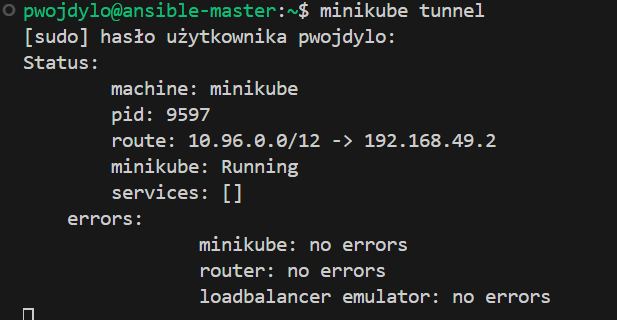 pwojdylo@ansible-master:~$ minikube tunnel
[sudo] hasło użytkownika pwojdylo:
Status:
machine: minikube
pid: 9597
route: 10.96.0.0/12 -> 192.168.49.2
minikube: Running
services: []
errors:
minikube: no errors
router: no errors
loadbalancer emulator: no errors